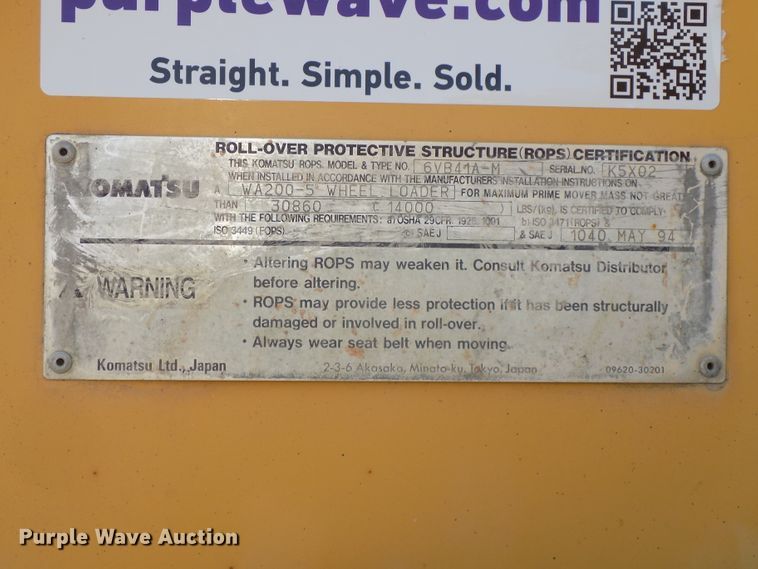 purplewave.com
Straight. Simple. Sold.
ROLL-OVER PROTECTIVE STRUCTURE(ROPS) CERTIFICATION
THIS KOMATSU ROPS. MODEL & TYPE NO. 6VB41A-M SERIAL.NO. K5X02
WHEN INSTALLED IN ACCORDANCE WITH THE MANUFACTURERS INSTALLATION INSTRUCTIONS ON
KOMATSU
A WA200-5 WHEEL LOADER FOR MAXIMUM PRIME MOVER MASS NOT GREAT
THAN 30860 ( 14000 ) LBS/(kg), IS CERTIFIED TO COMPLY
WITH THE FOLLOWING REQUIREMENTS: a) OSHA 29CFR. 1926, 1001 b) ISO 3471(ROPS) &
ISO 3449 (FOPS). c) SAE J & SAE J 1040 MAY 94
WARNING
• Altering ROPS may weaken it. Consult Komatsu Distributor
before altering.
• ROPS may provide less protection if it has been structurally
damaged or involved in roll-over.
• Always wear seat belt when moving.
Komatsu Ltd., Japan 2-3-6 Akasaka, Minato-ku, Tokyo, Japan 09620-30201
Purple Wave Auction